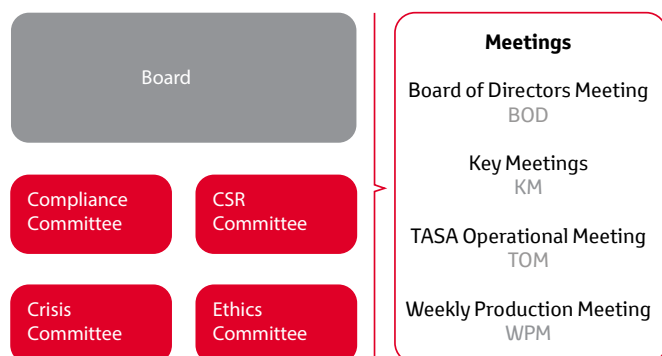 Board
Compliance
Committee
CSR
Committee
Crisis
Committee
Ethics
Committee
Meetings
Board of Directors Meeting
BOD
Key Meetings
KM
TASA Operational Meeting
TOM
Weekly Production Meeting
WPM